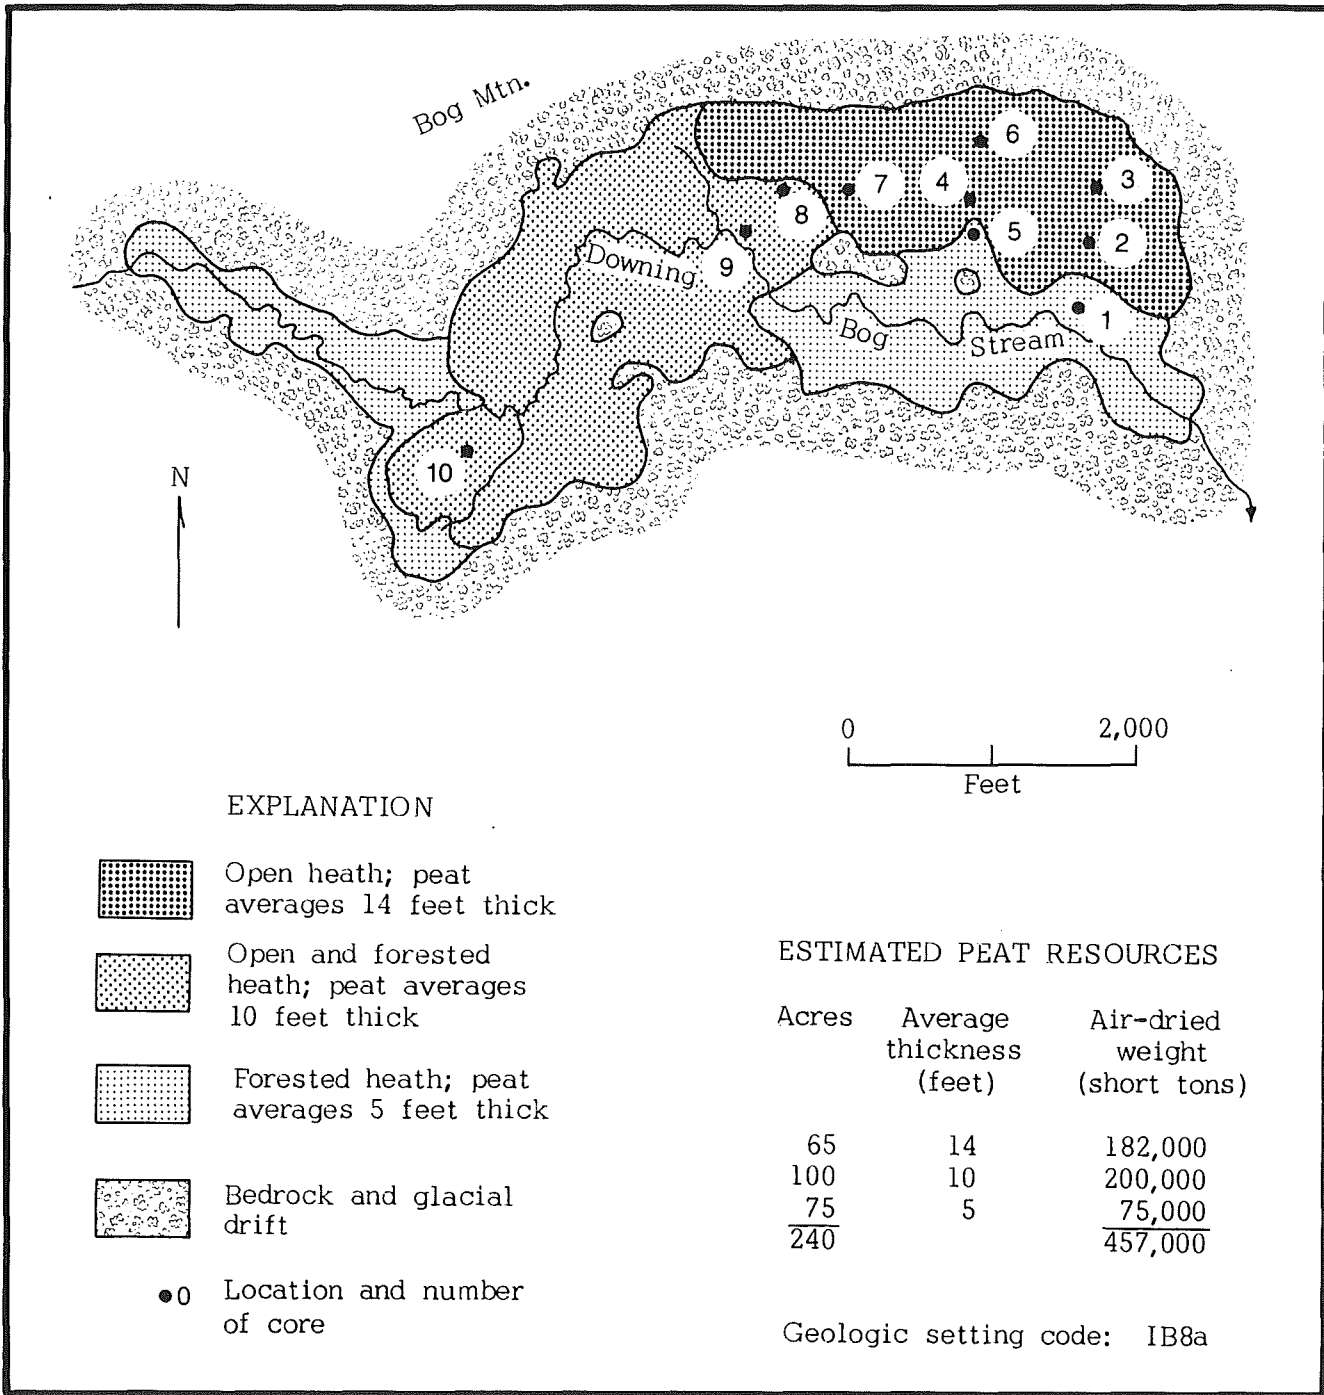 Bog Mtn.
6
7
4
3
8
5
2
Downing
9
1
Bog
Stream
10
N
0 2,000
Feet
EXPLANATION
Open heath; peat
averages 14 feet thick
Open and forested
heath; peat averages
10 feet thick
Forested heath; peat
averages 5 feet thick
Bedrock and glacial
drift
0 Location and number
of core
ESTIMATED PEAT RESOURCES
Acres Average Air-dried
thickness weight
(feet) (short tons)
65 14 182,000
100 10 200,000
75 5 75,000
240 457,000
Geologic setting code: IB8a